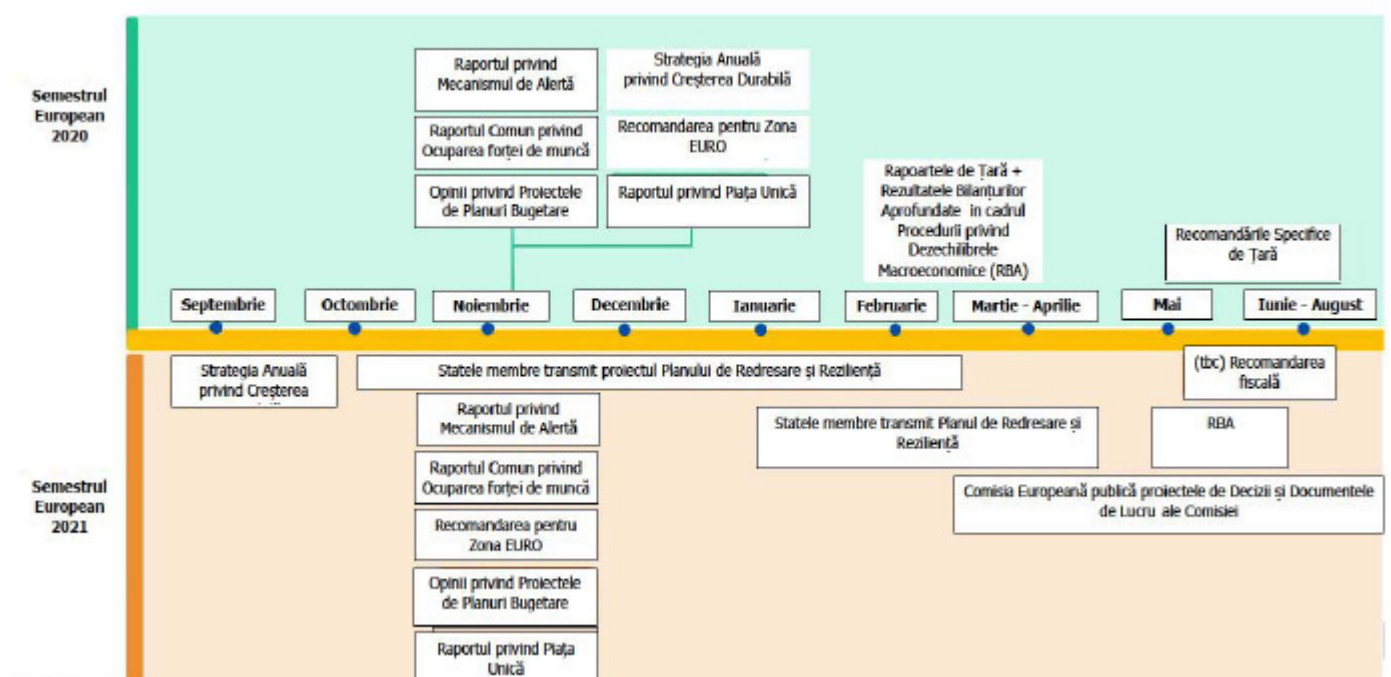 Semestrul
European
2020
Raportul privind
Mecanismul de Alertă
Strategia Anuală
privind Creșterea Durabilă
Raportul Comun privind
Ocuparea forței de muncă
Recomandarea pentru Zona
EURO
Opinii privind Proiectele
de Planuri Bugetare
Raportul privind Piața Unică
Rapoartele de Țară +
Rezultatele Bilanțurilor
Aprofundate in cadrul
Procedurii privind
Dezechilibrele
Macroeconomice (RBA)
Recomandările Specifice
de Țară
Septembrie
Octombrie
Noiembrie
Decembrie
Ianuarie
Februarie
Martie - Aprilie
Mai
Iunie - August
Semestrul
European
2021
Strategia Anuală
privind Creșterea
Statele membre transmit proiectul Planului de Redresare și Reziliență
(tbc) Recomandarea
fiscală
Raportul privind
Mecanismul de Alertă
Statele membre transmit Planul de Redresare și
Reziliență
RBA
Raportul Comun privind
Ocuparea forței de muncă
Comisia Europeană publică proiectele de Decizii și Documentele
de Lucru ale Comisiei
Recomandarea pentru
Zona EURO
Opinii privind Proiectele
de Planuri Bugetare
Raportul privind Piața
Unică